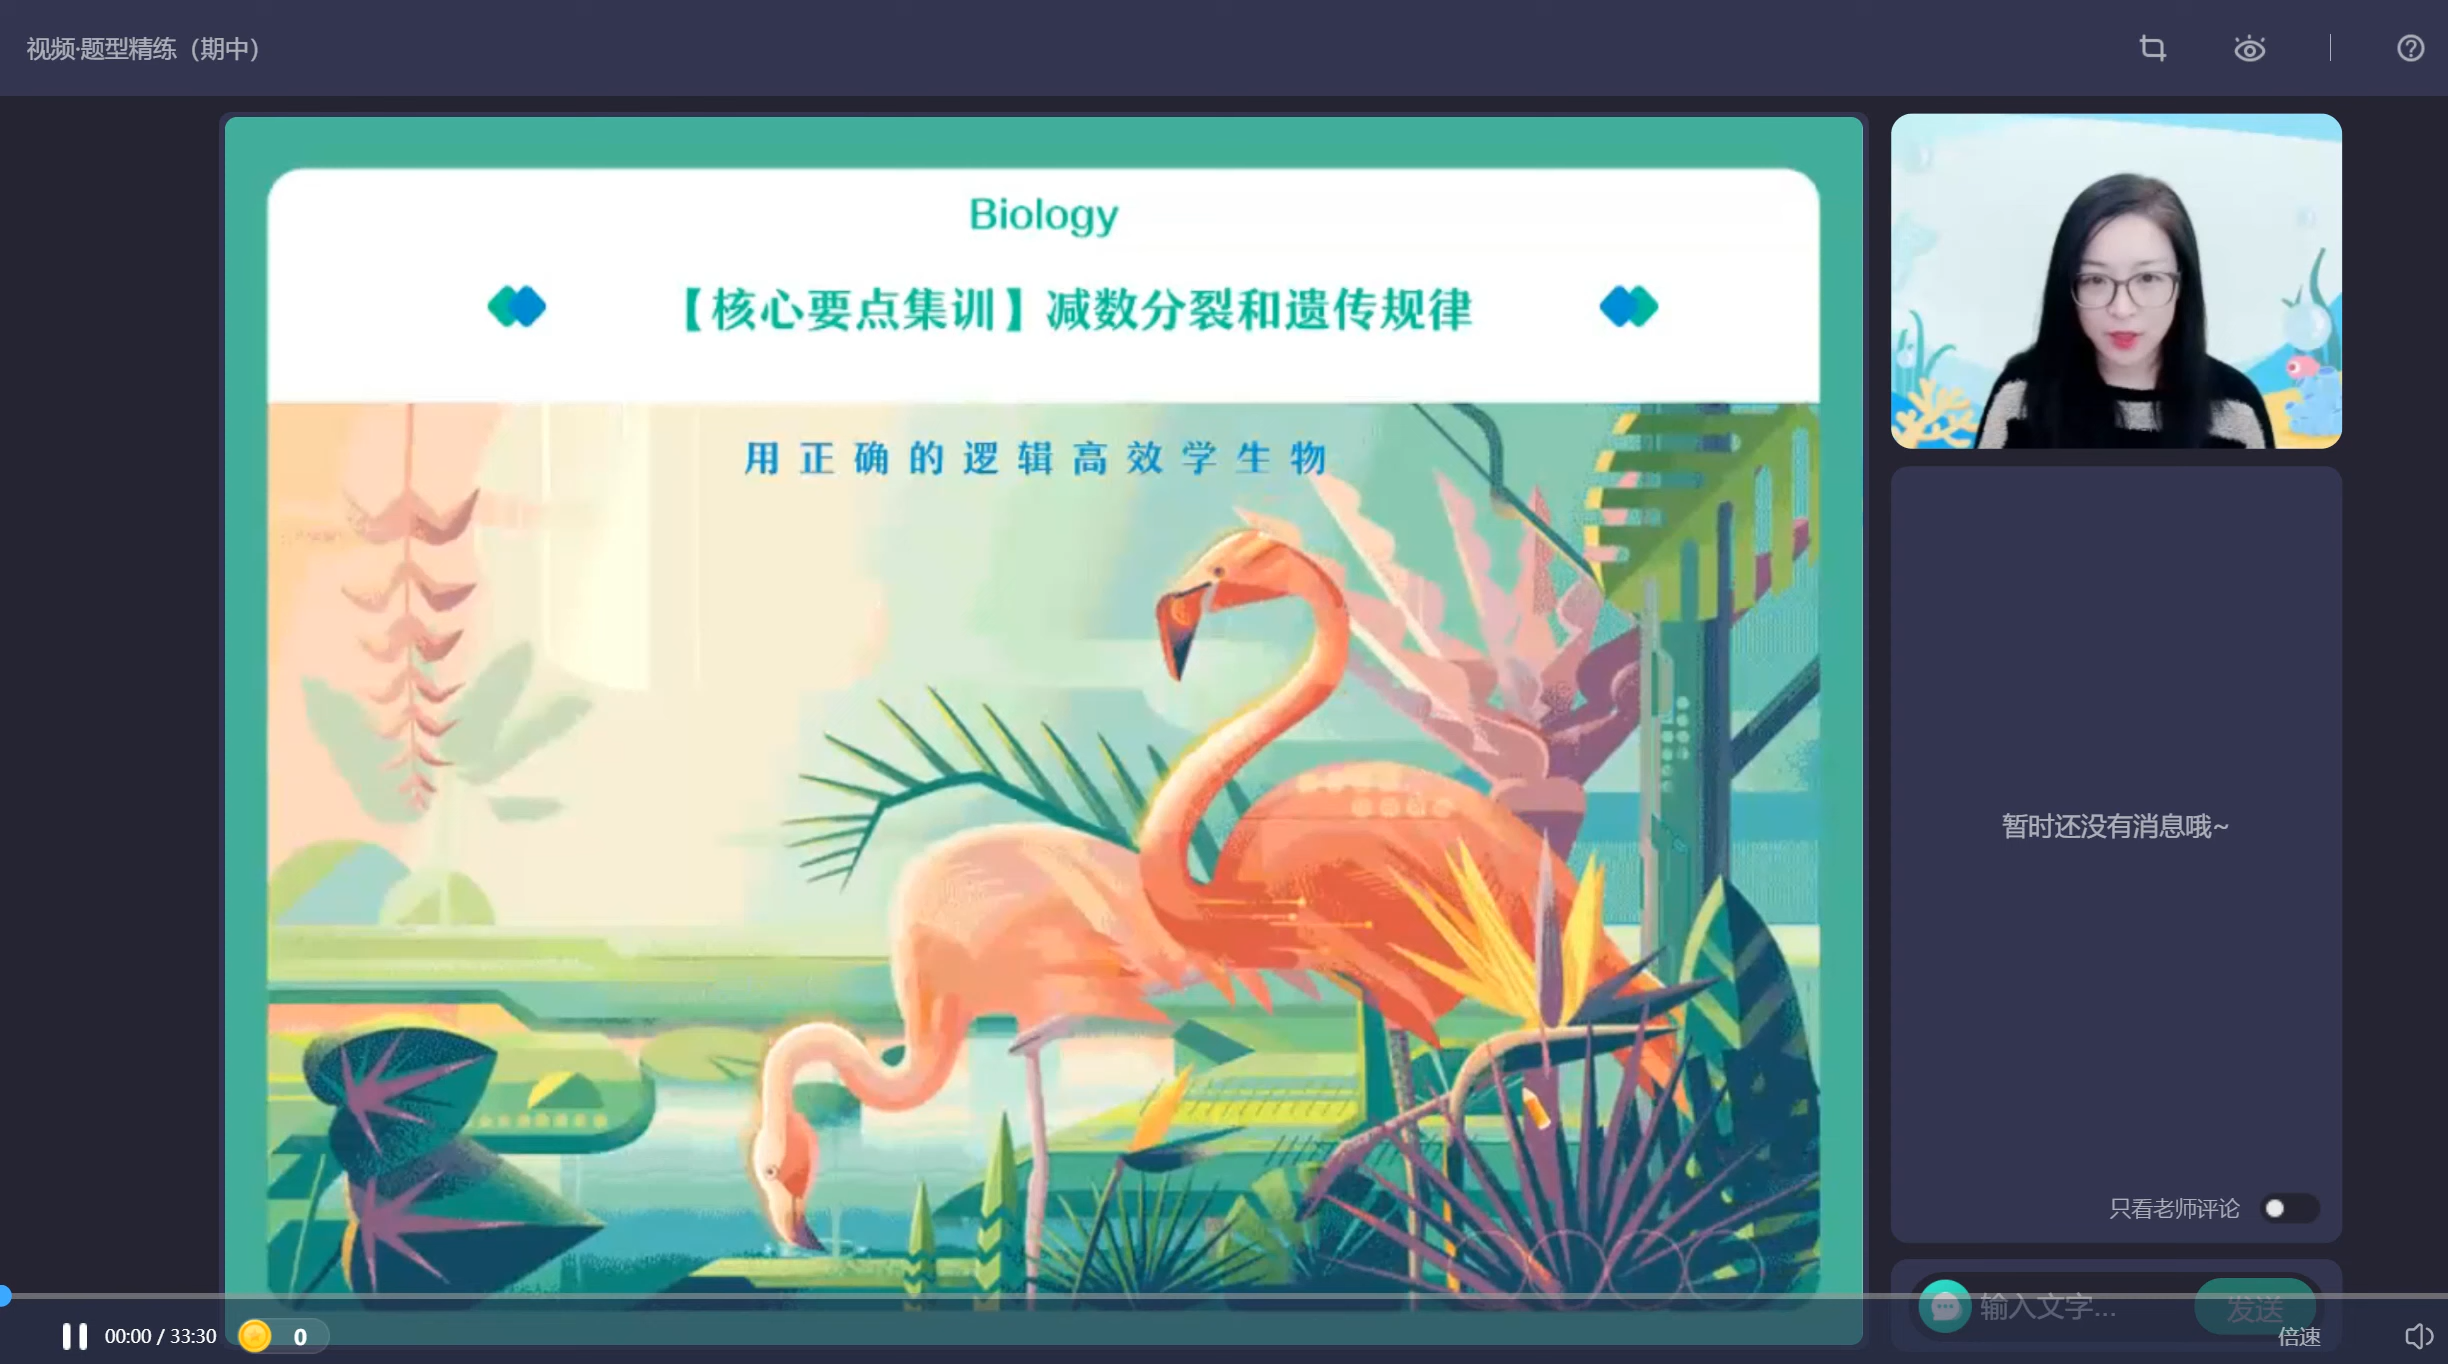 视频·题型精练（期中）
Biology
【核心要点集训】减数分裂和遗传规律
用正确的逻辑高效学生物
暂时还没有消息哦~
只看老师评论
输入文字...
发送
00:00 / 33:30
0
倍速